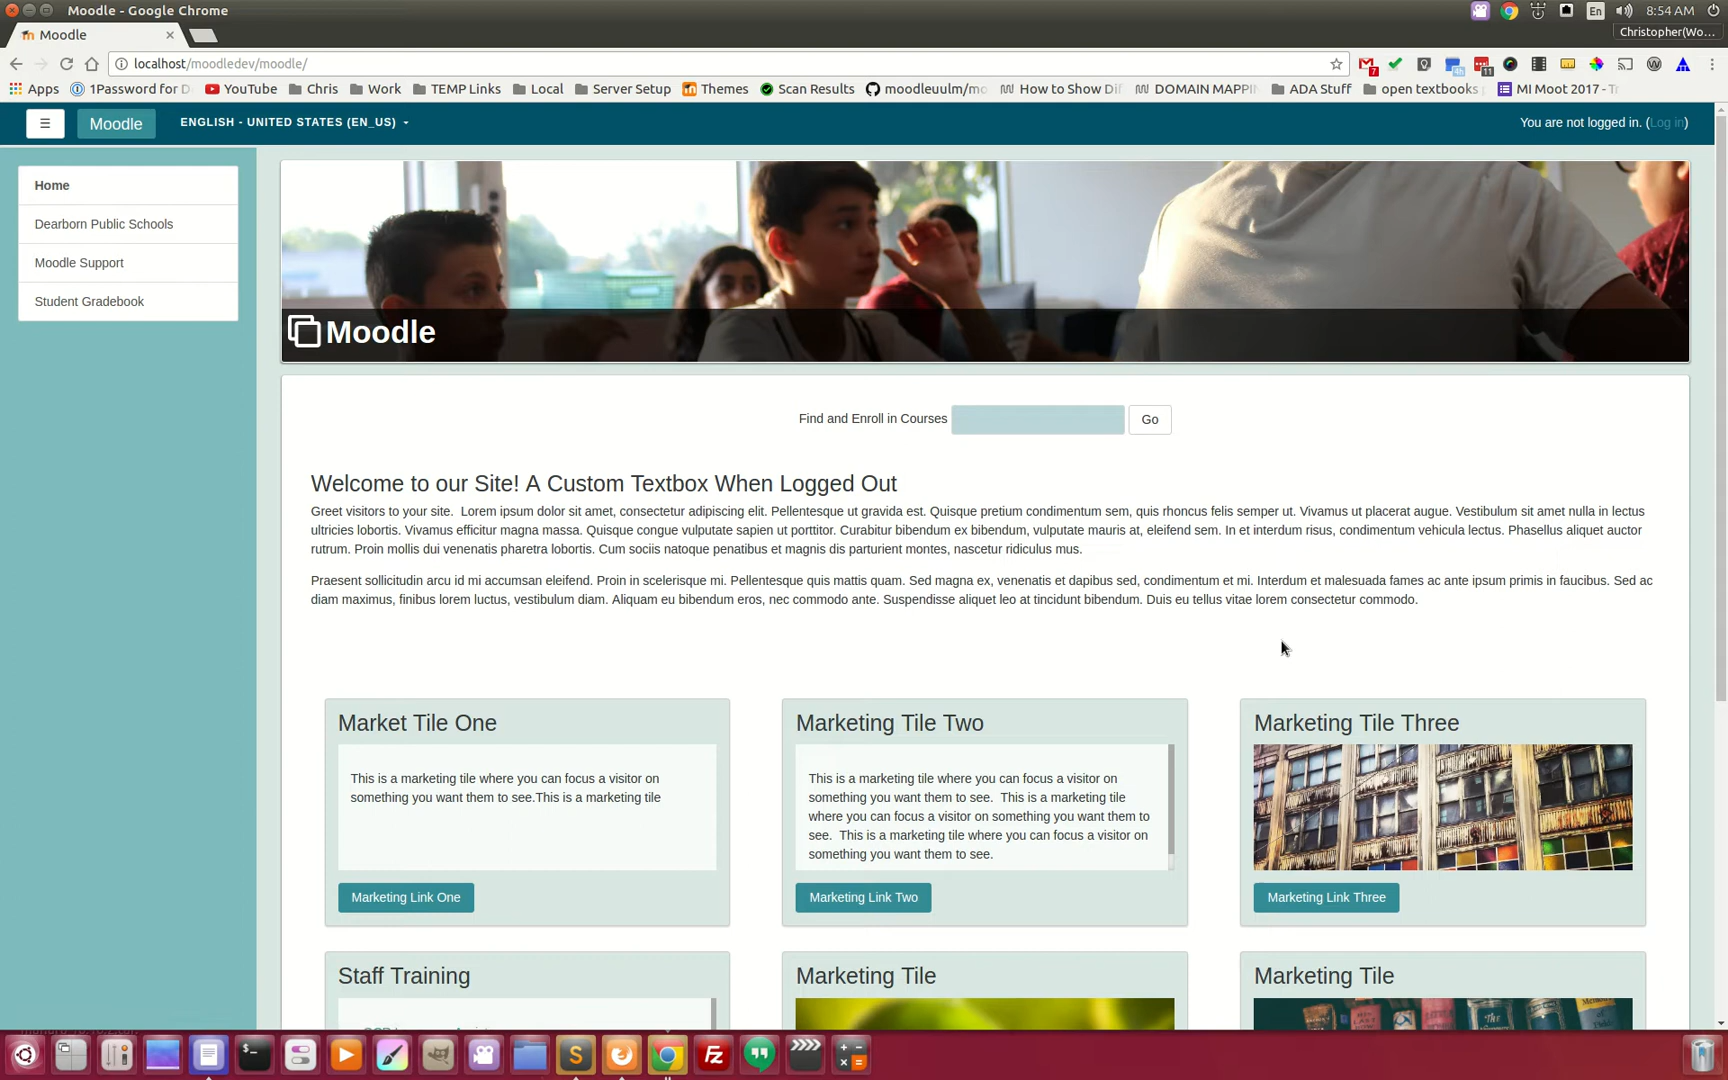 Moodle - Google Chrome
En
8:54 AM
Moodle
Christopher(Wo...
localhost/moodledev/moodle/
7
11
Apps
1Password for D
YouTube
Chris
Work
TEMP Links
Local
Server Setup
Themes
Scan Results
moodleuulm/mo
How to Show Di
DOMAIN MAPPI
ADA Stuff
open textbooks
MI Moot 2017 - Tr
Moodle
ENGLISH - UNITED STATES (EN_US)
You are not logged in. (Log in)
Home
Dearborn Public Schools
Moodle Support
Student Gradebook
Moodle
Find and Enroll in Courses
Go
Welcome to our Site! A Custom Textbox When Logged Out
Greet visitors to your site. Lorem ipsum dolor sit amet, consectetur adipiscing elit. Pellentesque ut gravida est. Quisque pretium condimentum sem, quis rhoncus felis semper ut. Vivamus ut placerat augue. Vestibulum sit amet nulla in lectus
ultricies lobortis. Vivamus efficitur magna massa. Quisque congue vulputate sapien ut porttitor. Curabitur bibendum ex bibendum, vulputate mauris at, eleifend sem. In et interdum risus, condimentum vehicula lectus. Phasellus aliquet auctor
rutrum. Proin mollis dui venenatis pharetra lobortis. Cum sociis natoque penatibus et magnis dis parturient montes, nascetur ridiculus mus.
Praesent sollicitudin arcu id mi accumsan eleifend. Proin in scelerisque mi. Pellentesque quis mattis quam. Sed magna ex, venenatis et dapibus sed, condimentum et mi. Interdum et malesuada fames ac ante ipsum primis in faucibus. Sed ac
diam maximus, finibus lorem luctus, vestibulum diam. Aliquam eu bibendum eros, nec commodo ante. Suspendisse aliquet leo at tincidunt bibendum. Duis eu tellus vitae lorem consectetur commodo.
Market Tile One
This is a marketing tile where you can focus a visitor on
something you want them to see.This is a marketing tile
Marketing Link One
Marketing Tile Two
This is a marketing tile where you can focus a visitor on
something you want them to see. This is a marketing tile
where you can focus a visitor on something you want them to
see. This is a marketing tile where you can focus a visitor on
something you want them to see.
Marketing Link Two
Marketing Tile Three
Marketing Link Three
Staff Training
Marketing Tile
Marketing Tile